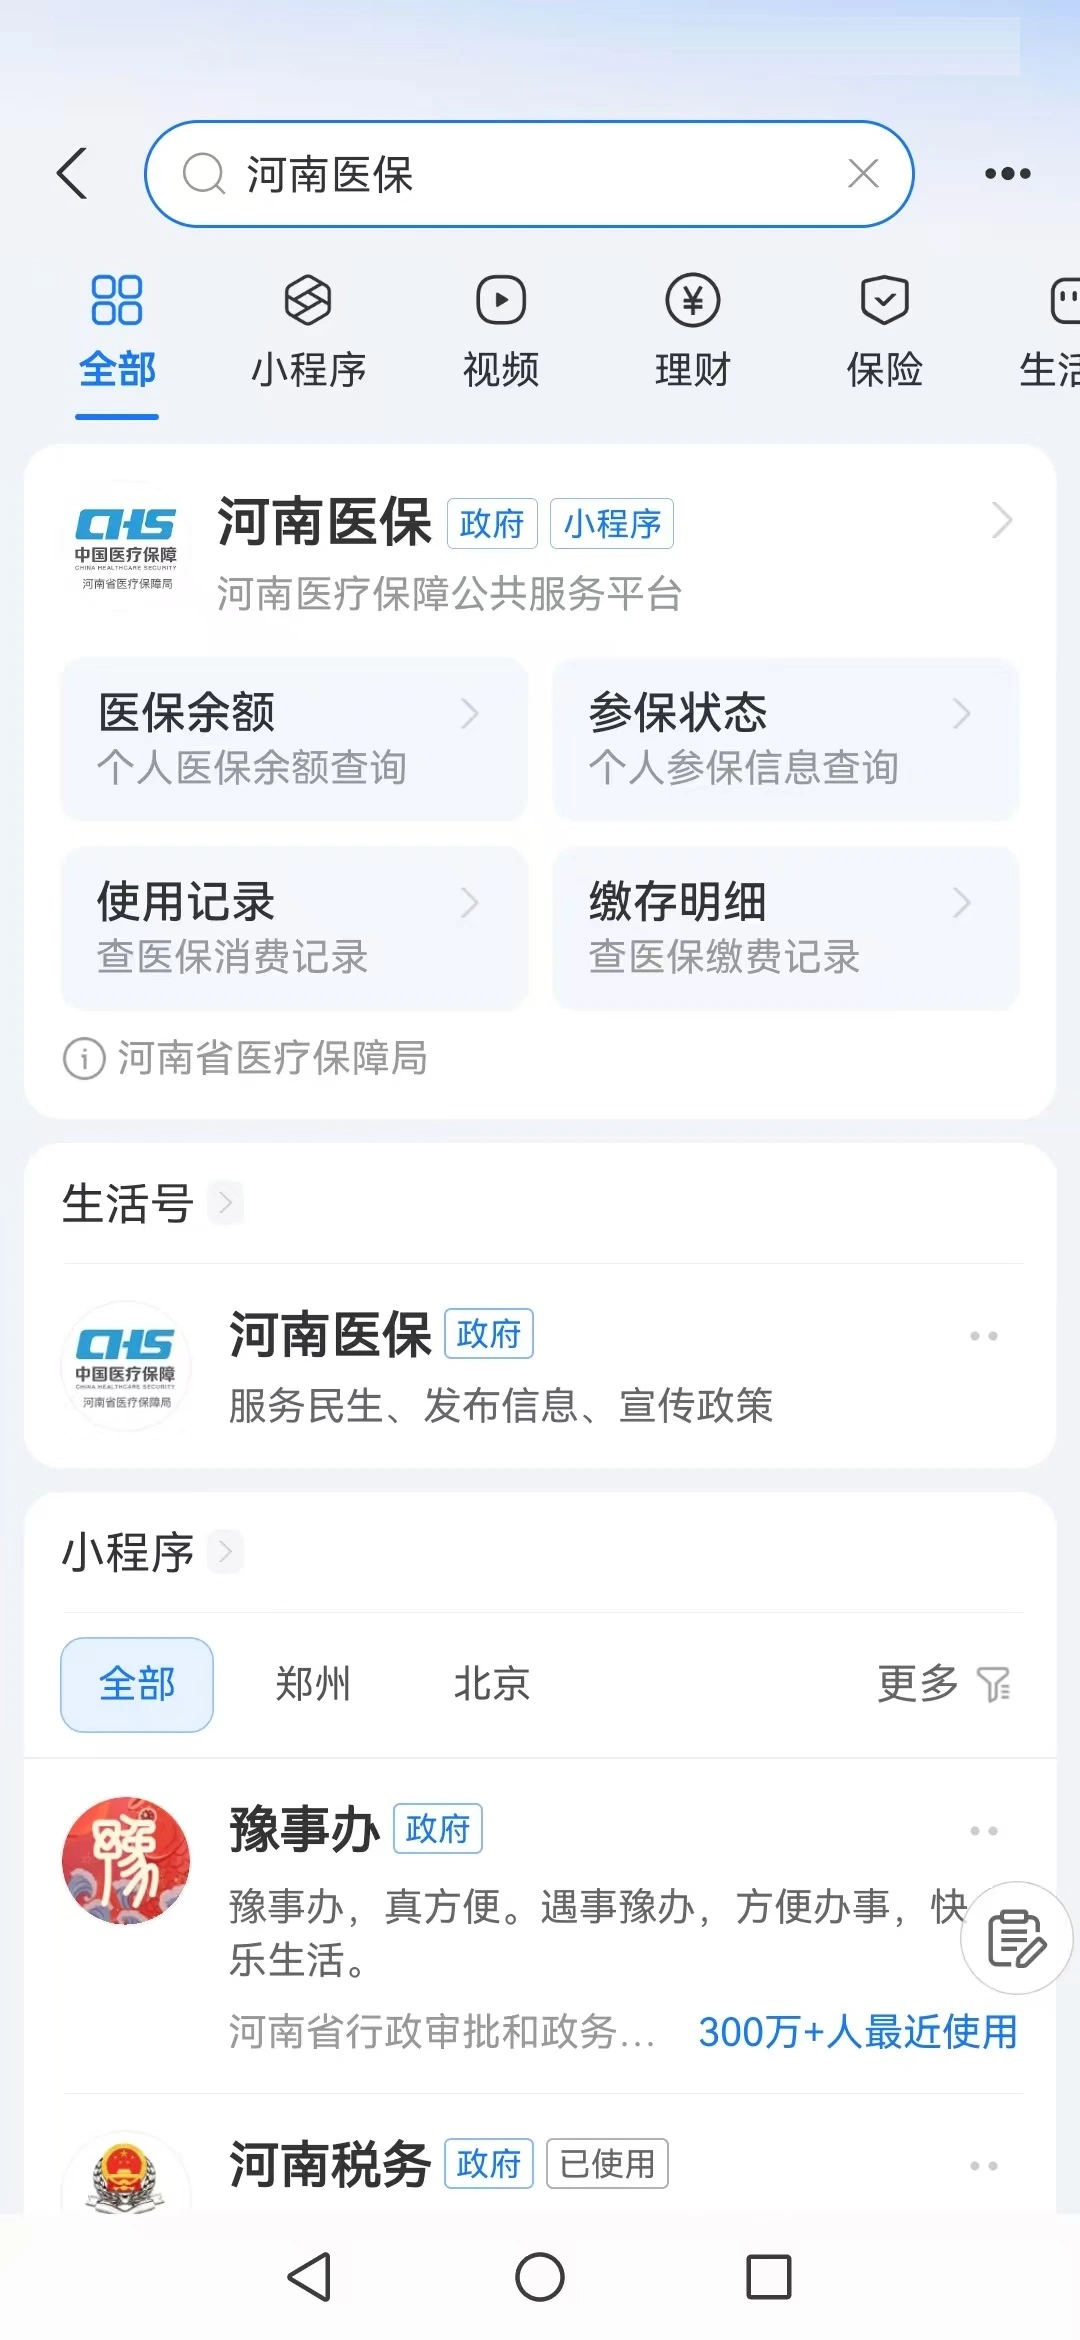 河南医保
全部 小程序 视频 理财 保险 生活
CHS
中国医疗保障
CHINA HEALTHCARE SECURITY
河南省医疗保障局
河南医保 政府 小程序
河南医疗保障公共服务平台
医保余额
个人医保余额查询
参保状态
个人参保信息查询
使用记录
查医保消费记录
缴存明细
查医保缴费记录
河南省医疗保障局
生活号
CHS
中国医疗保障
CHINA HEALTHCARE SECURITY
河南省医疗保障局
河南医保 政府
服务民生、发布信息、宣传政策
小程序
全部 郑州 北京 更多
豫
豫事办 政府
豫事办，真方便。遇事豫办，方便办事，快
乐生活。
河南省行政审批和政务... 300万+人最近使用
河南税务 政府 已使用